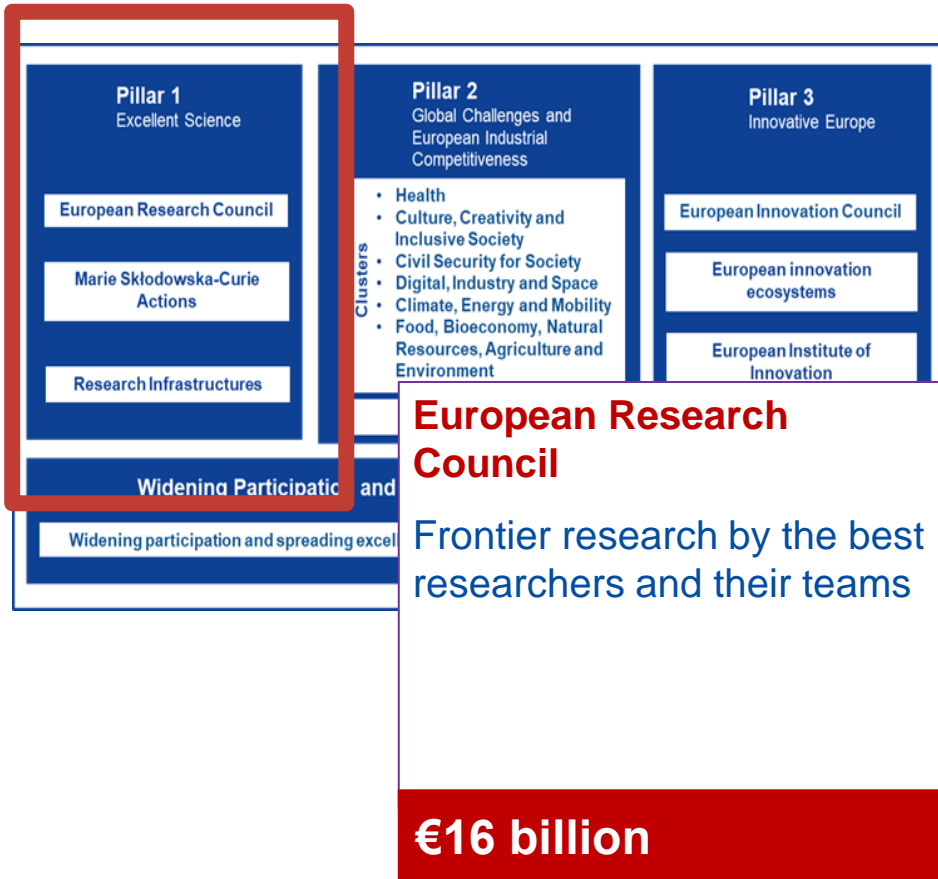 Pillar 1
Excellent Science
European Research Council
Marie Skłodowska-Curie
Actions
Research Infrastructures
Pillar 2
Global Challenges and
European Industrial
Competitiveness
Clusters
• Health
• Culture, Creativity and
Inclusive Society
• Civil Security for Society
• Digital, Industry and Space
• Climate, Energy and Mobility
• Food, Bioeconomy, Natural
Resources, Agriculture and
Environment
Pillar 3
Innovative Europe
European Innovation Council
European innovation
ecosystems
European Institute of
Innovation
Widening Participation and
Widening participation and spreading
European Research
Council
Frontier research by the best
researchers and their teams
€16 billion